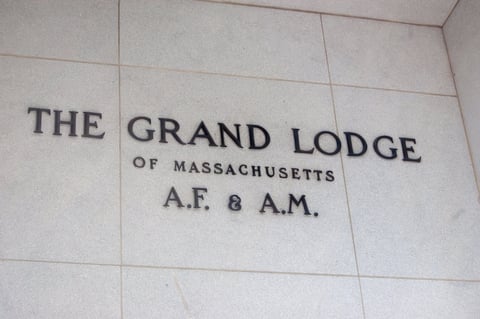 THE GRAND LODGE
OF MASSACHUSETTS
A.F. & A.M.